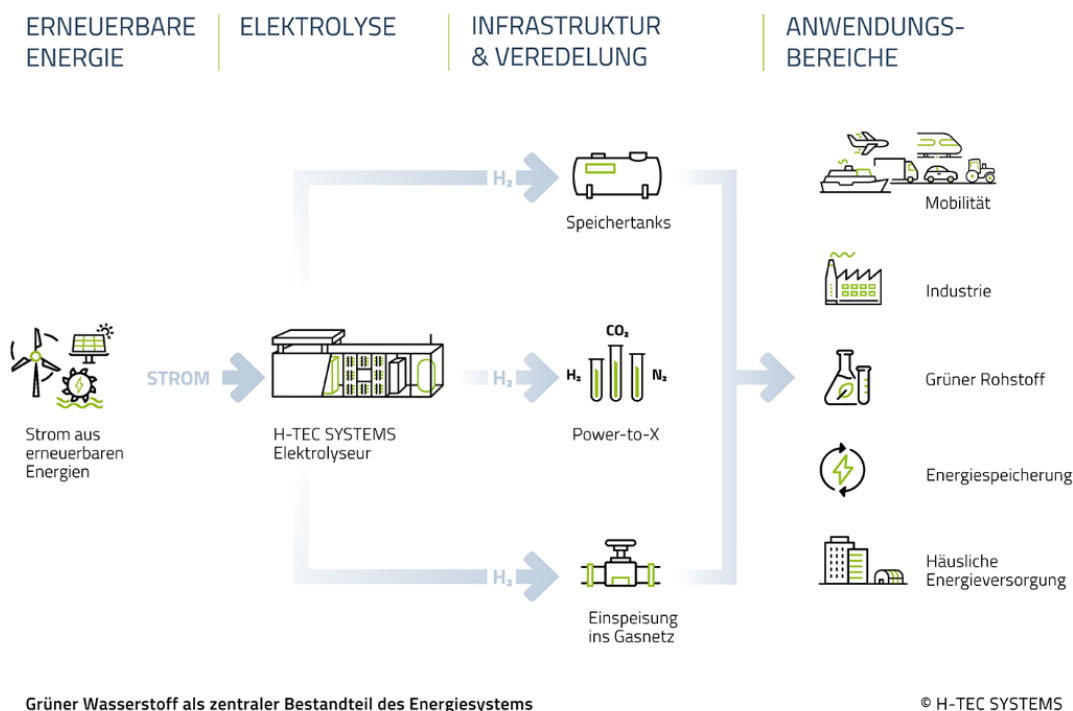 ERNEUERBARE
ENERGIE
ELEKTROLYSE
INFRASTRUKTUR
& VEREDELUNG
ANWENDUNGS-
BEREICHE
STROM
Strom aus
erneuerbaren
Energien
H-TEC SYSTEMS
Elektrolyseur
H₂
Speichertanks
H₂
CO₂
H₂
N₂
Power-to-X
H₂
Einspeisung
ins Gasnetz
Mobilität
Industrie
Grüner Rohstoff
Energiespeicherung
Häusliche
Energieversorgung
Grüner Wasserstoff als zentraler Bestandteil des Energiesystems
© H-TEC SYSTEMS